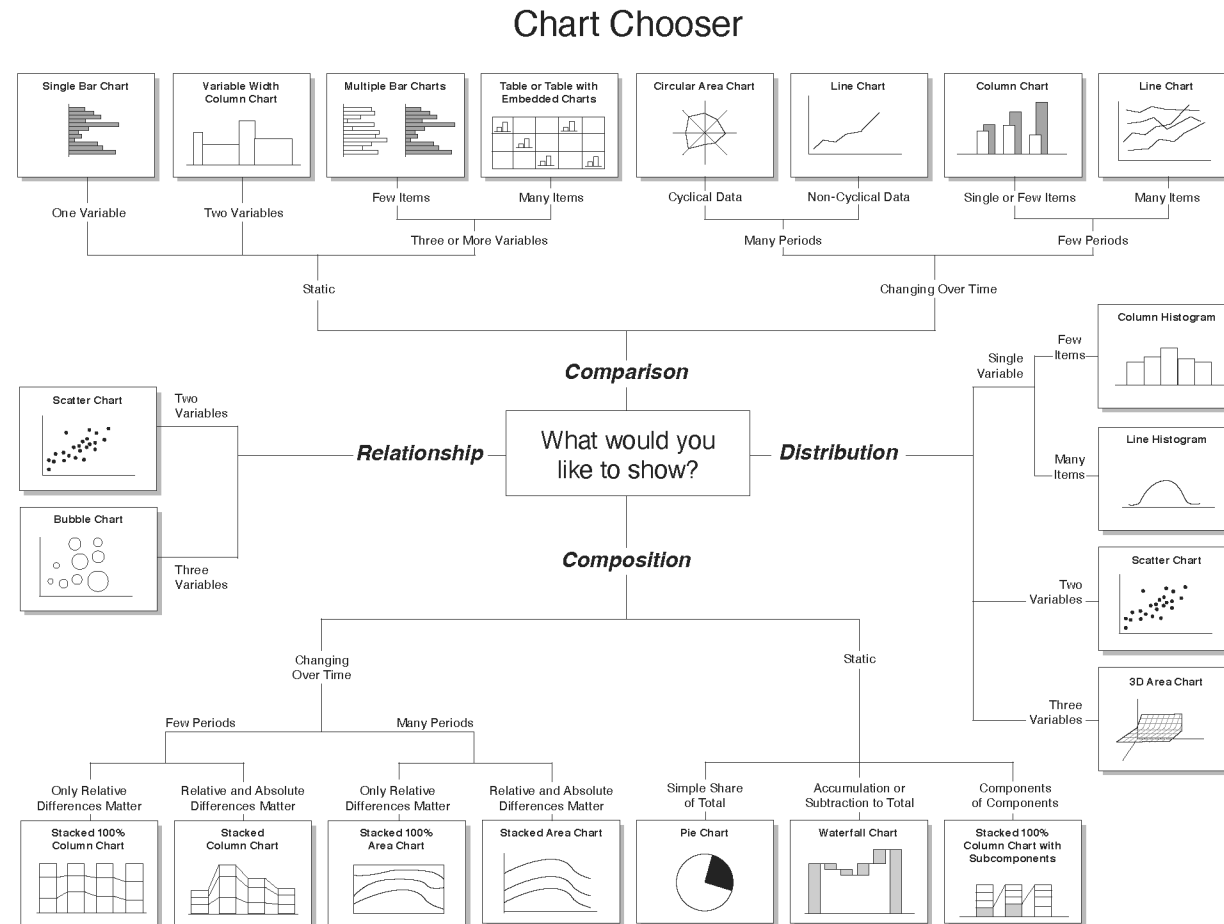 Chart Chooser
Single Bar Chart
Variable Width
Column Chart
Multiple Bar Charts
Table or Table with
Embedded Charts
Circular Area Chart
Line Chart
Column Chart
Line Chart
One Variable
Two Variables
Few Items
Many Items
Cyclical Data
Non-Cyclical Data
Single or Few Items
Many Items
Three or More Variables
Many Periods
Few Periods
Static
Changing Over Time
Comparison
Relationship
What would you
like to show?
Distribution
Composition
Two
Variables
Scatter Chart
Three
Variables
Bubble Chart
Single
Variable
Few
Items
Column Histogram
Many
Items
Line Histogram
Two
Variables
Scatter Chart
Three
Variables
3D Area Chart
Changing
Over Time
Static
Few Periods
Many Periods
Only Relative
Differences Matter
Relative and Absolute
Differences Matter
Only Relative
Differences Matter
Relative and Absolute
Differences Matter
Simple Share
of Total
Accumulation or
Subtraction to Total
Components
of Components
Stacked 100%
Column Chart
Stacked
Column Chart
Stacked 100%
Area Chart
Stacked Area Chart
Pie Chart
Waterfall Chart
Stacked 100%
Column Chart with
Subcomponents